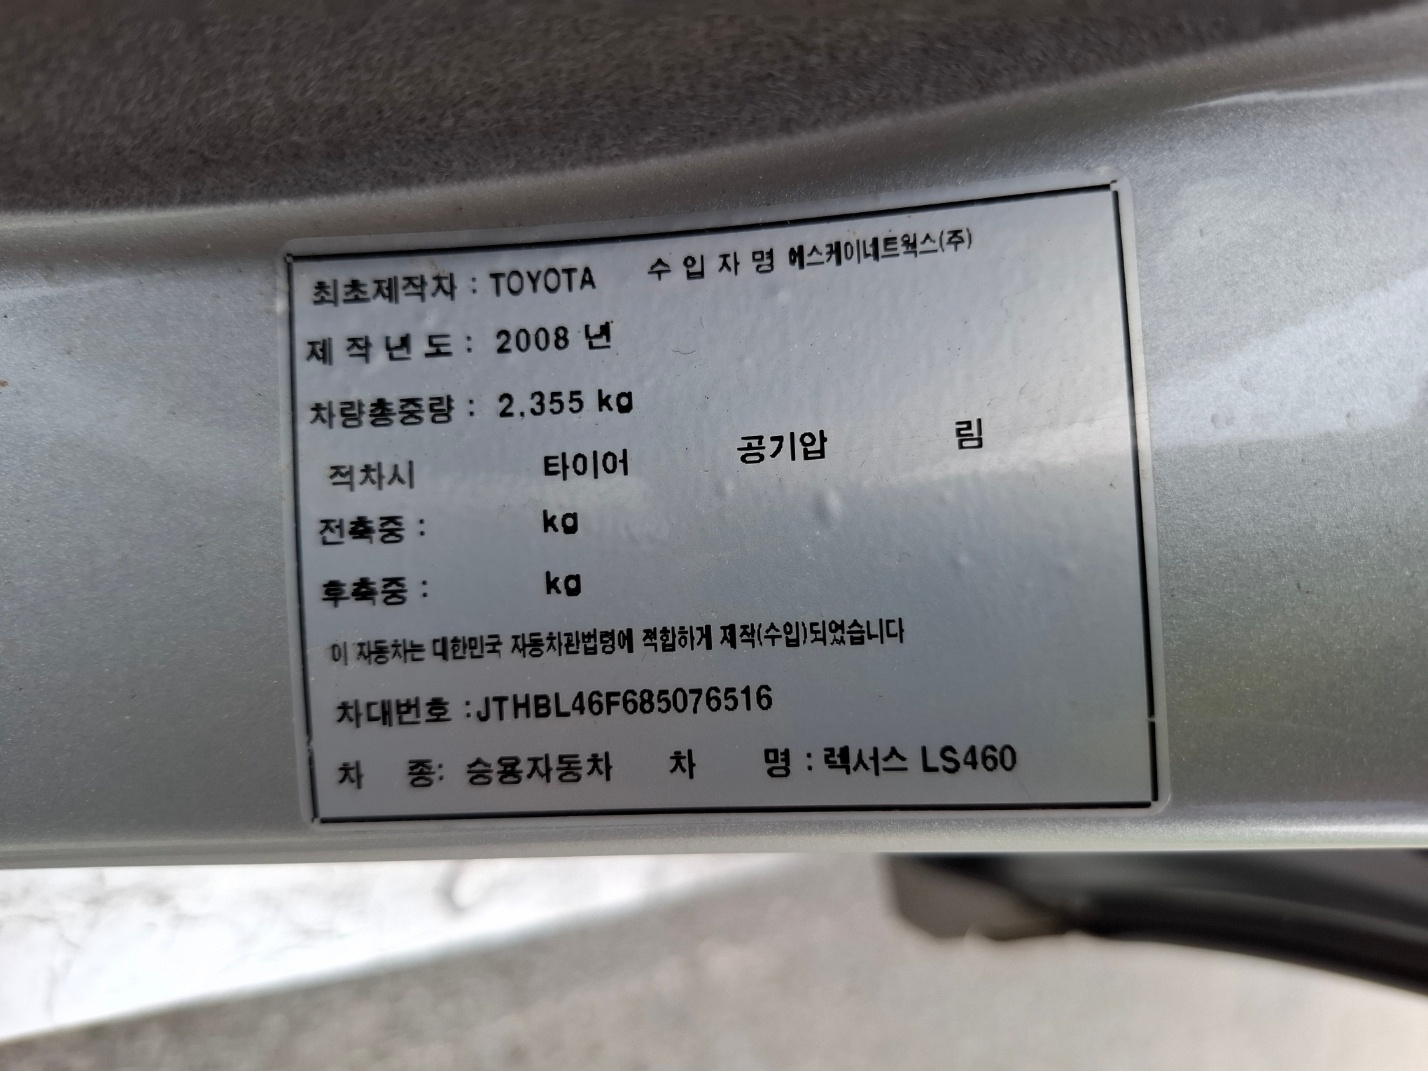 최초제작자 : TOYOTA 수 입 자 명 에스케이네트웍스(주)
제 작 년 도 : 2008 년
차량총중량 : 2,355 kg
적차시 타이어 공기압 림
전축중 : kg
후축중 : kg
이 자동차는 대한민국 자동차관법령에 적합하게 제작(수입)되었습니다
차대번호 :JTHBL46F685076516
차 종: 승용자동차 차 명 : 렉서스 LS460